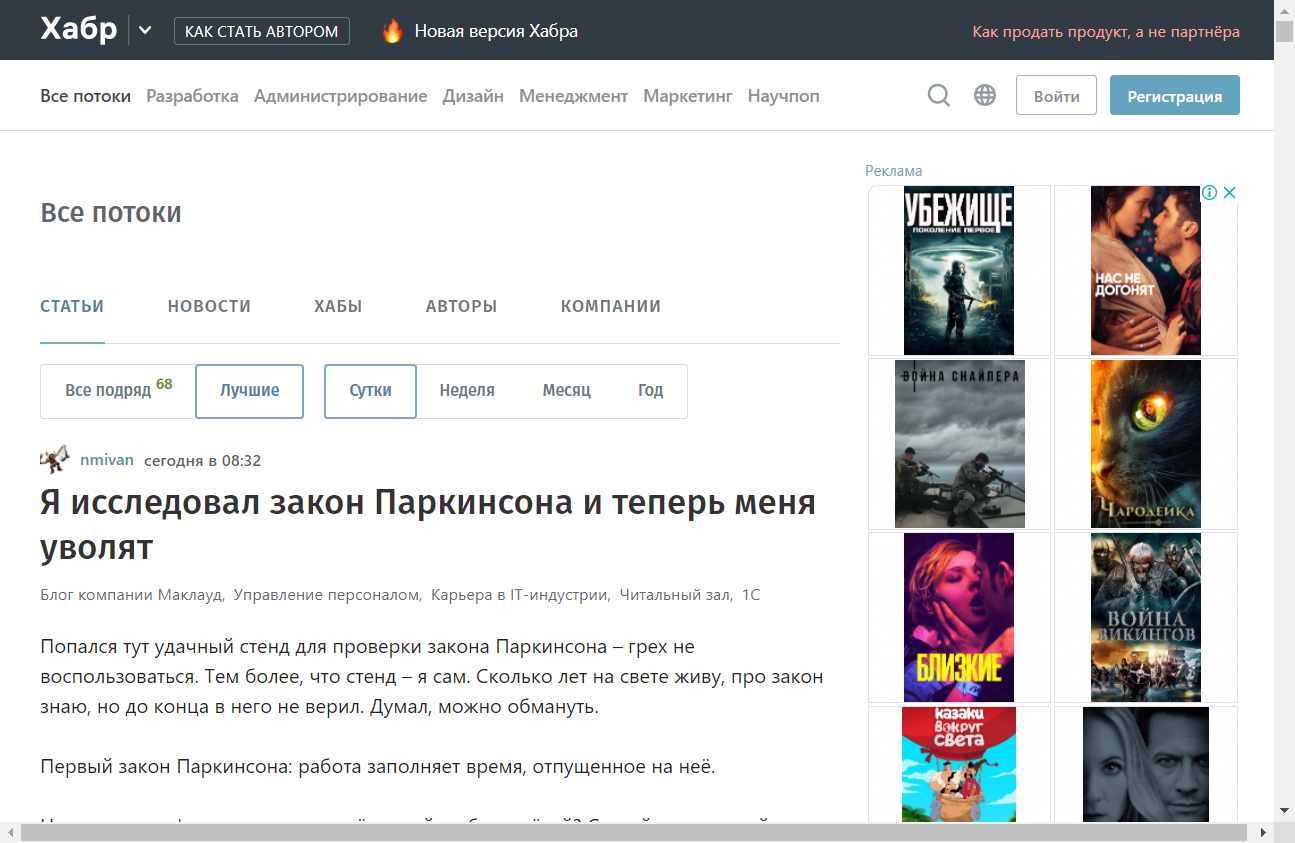 Хабр
КАК СТАТЬ АВТОРОМ
Новая версия Хабра
Как продать продукт, а не партнёра
Все потоки Разработка Администрирование Дизайн Менеджмент Маркетинг Научпоп
Войти
Регистрация
Все потоки
СТАТЬИ НОВОСТИ ХАБЫ АВТОРЫ КОМПАНИИ
Все подряд 68 Лучшие Сутки Неделя Месяц Год
nmivan сегодня в 08:32
Я исследовал закон Паркинсона и теперь меня
уволят
Блог компании Маклауд, Управление персоналом, Карьера в IT-индустрии, Читальный зал, 1С
Попался тут удачный стенд для проверки закона Паркинсона – грех не
воспользоваться. Тем более, что стенд – я сам. Сколько лет на свете живу, про закон
знаю, но до конца в него не верил. Думал, можно обмануть.
Первый закон Паркинсона: работа заполняет время, отпущенное на неё.
Реклама
УБЕЖИЩЕ
ПОКОЛЕНИЕ ПЕРВОЕ
НАС НЕ
ДОГОНЯТ
ВОЙНА СНАЙПЕРА
ЧАРОДЕЙКА
БЛИЗКИЕ
ВОЙНА
ВИКИНГОВ
казаки
вокруг
света